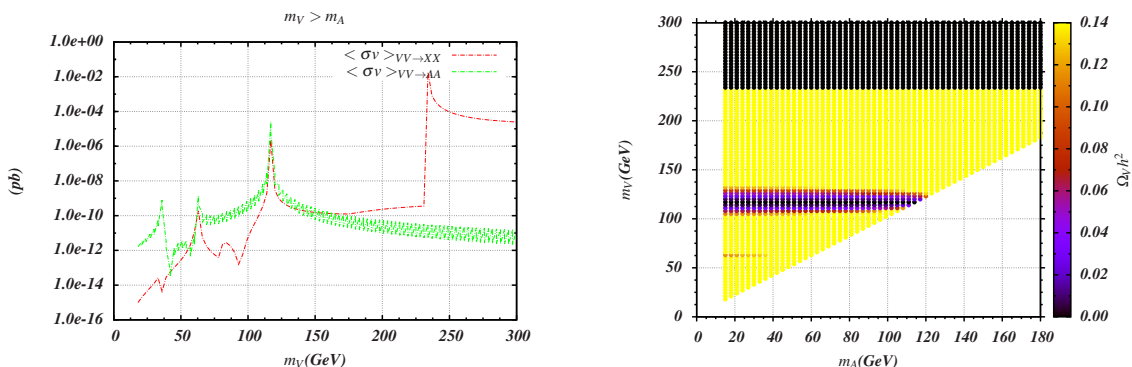 m_V > m_A
1.0e+00
1.0e-02
1.0e-04
1.0e-06
1.0e-08
1.0e-10
1.0e-12
1.0e-14
1.0e-16
(pb)
< σv >VV→XX
< σv >VV→AA
0 50 100 150 200 250 300
m_V(GeV)
300
250
200
150
100
50
0
m_V(GeV)
0 20 40 60 80 100 120 140 160 180
m_A(GeV)
0.14
0.12
0.10
0.08
0.06
0.04
0.02
0.00
Ω_V h²